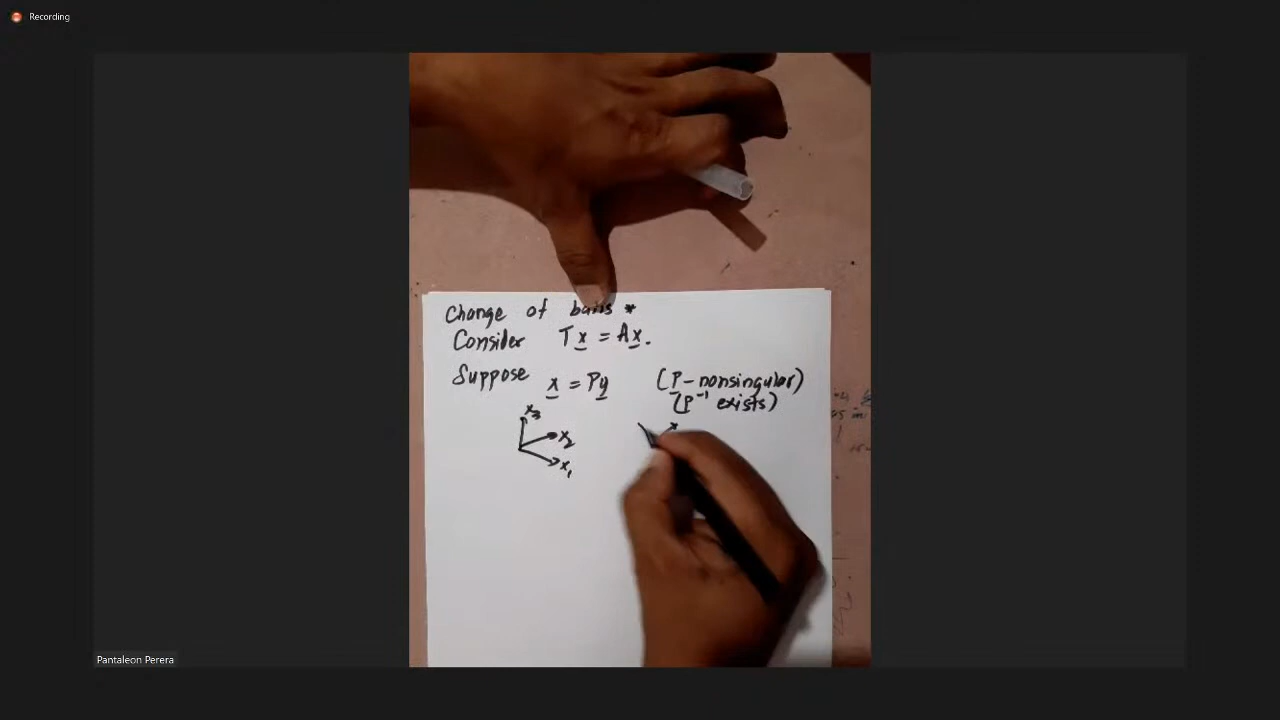 Recording
Change of basis *
Consider Tx = Ax.
Suppose x = Py (P-nonsingular)
(P⁻¹ exists)
x₃
x₂
x₁
Pantaleon Perera